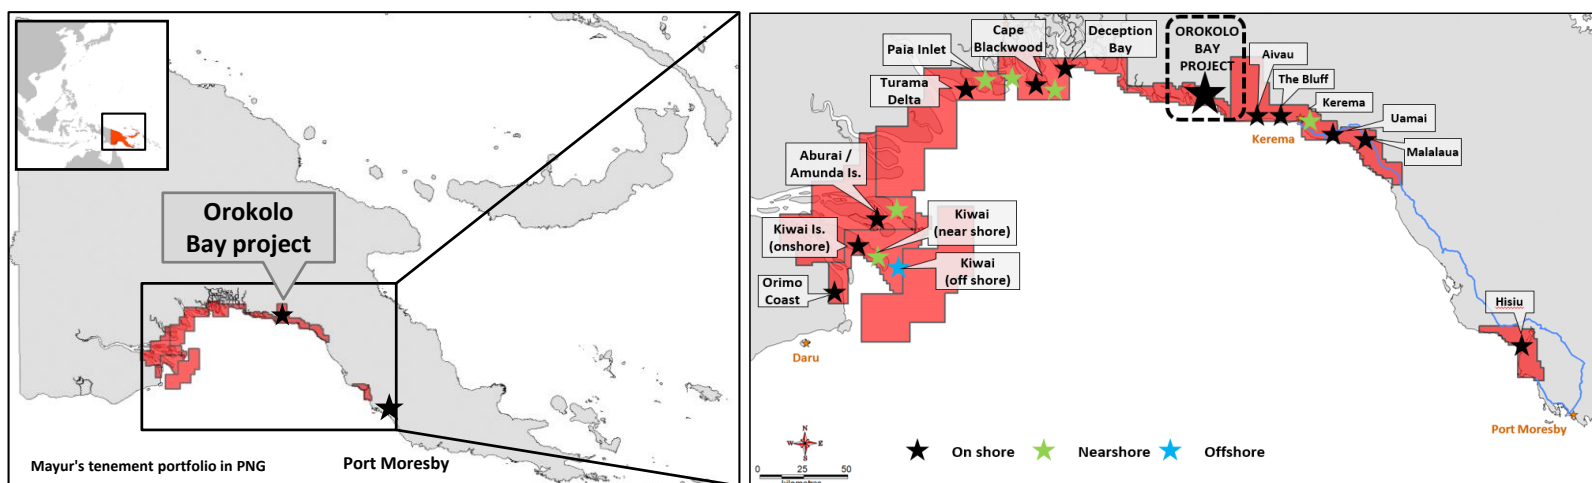 Orokolo
Bay project
Mayur's tenement portfolio in PNG
Port Moresby
Paia Inlet
Cape
Blackwood
Deception
Bay
OROKOLO
BAY
PROJECT
Aivau
The Bluff
Kerema
Turama
Delta
Uamai
Kerema
Malalaua
Aburai /
Amunda Is.
Kiwai Is.
(onshore)
Kiwai
(near shore)
Kiwai
(off shore)
Orimo
Coast
Daru
Hisiu
Port Moresby
N
W E
S
0 25 50
kilometres
On shore
Nearshore
Offshore